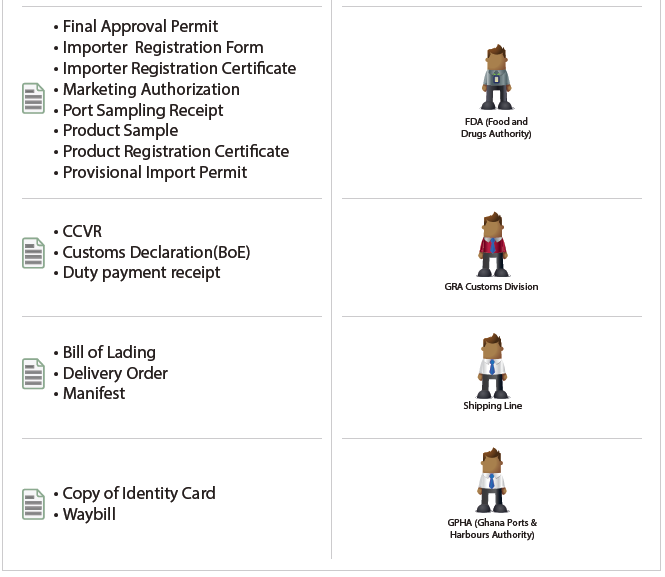 • Final Approval Permit
• Importer Registration Form
• Importer Registration Certificate
• Marketing Authorization
• Port Sampling Receipt
• Product Sample
• Product Registration Certificate
• Provisional Import Permit
FDA (Food and
Drugs Authority)
• CCVR
• Customs Declaration(BoE)
• Duty payment receipt
GRA Customs Division
• Bill of Lading
• Delivery Order
• Manifest
Shipping Line
• Copy of Identity Card
• Waybill
GPHA (Ghana Ports &
Harbours Authority)